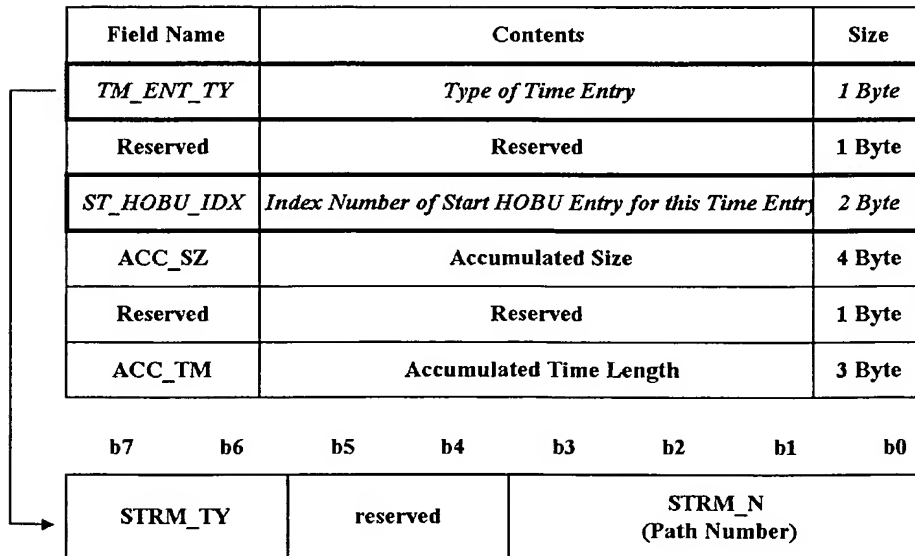 Field Name Contents Size
TM_ENT_TY Type of Time Entry 1 Byte
Reserved Reserved 1 Byte
ST_HOBU_IDX Index Number of Start HOBU Entry for this Time Entry 2 Byte
ACC_SZ Accumulated Size 4 Byte
Reserved Reserved 1 Byte
ACC_TM Accumulated Time Length 3 Byte
b7 b6 b5 b4 b3 b2 b1 b0
STRM_TY reserved STRM_N
(Path Number)